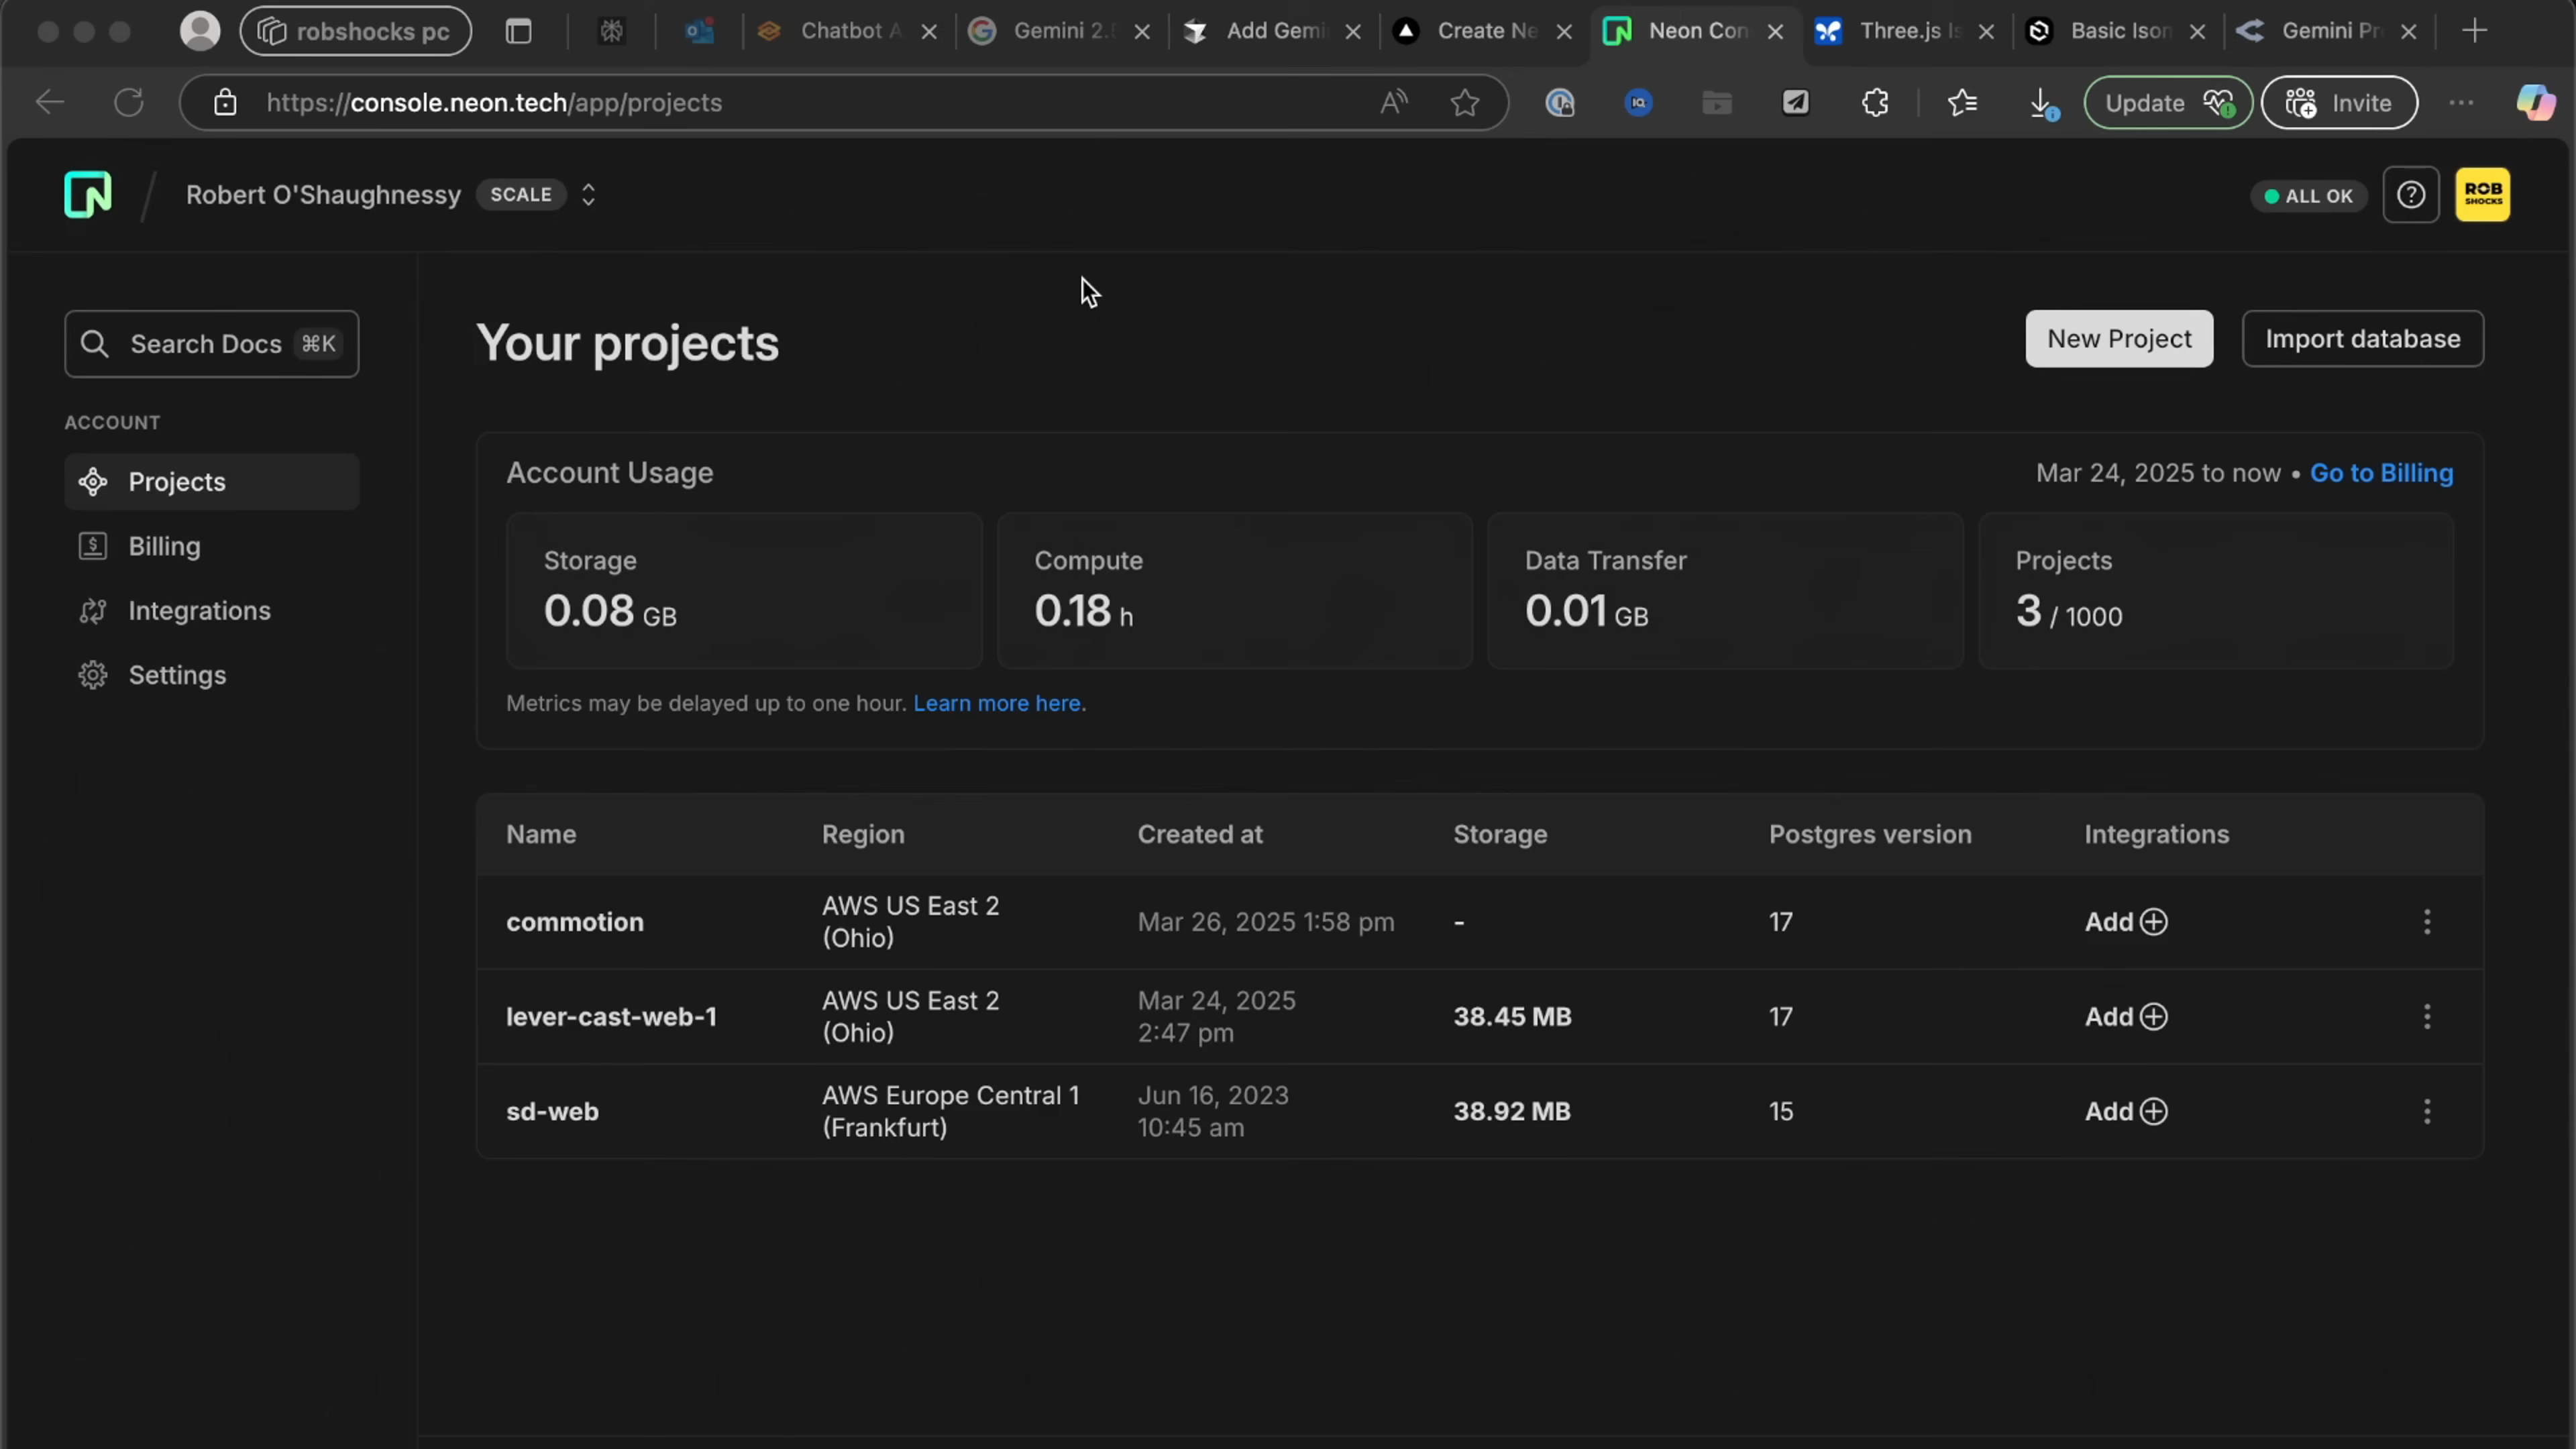 robshocks pc
Chatbot A
Gemini 2.5
Add Gemi
Create Ne
Neon Con
Three.js Is
Basic Ison
Gemini Pr
https://console.neon.tech/app/projects
Update
Invite
Robert O'Shaughnessy
SCALE
ALL OK
ROB
SHOCKS
Search Docs ⌘K
ACCOUNT
Projects
Billing
Integrations
Settings
Your projects
New Project
Import database
Account Usage
Mar 24, 2025 to now • Go to Billing
Storage
0.08 GB
Compute
0.18 h
Data Transfer
0.01 GB
Projects
3 / 1000
Metrics may be delayed up to one hour. Learn more here.
Name
Region
Created at
Storage
Postgres version
Integrations
commotion
AWS US East 2
(Ohio)
Mar 26, 2025 1:58 pm
-
17
Add
lever-cast-web-1
AWS US East 2
(Ohio)
Mar 24, 2025
2:47 pm
38.45 MB
17
Add
sd-web
AWS Europe Central 1
(Frankfurt)
Jun 16, 2023
10:45 am
38.92 MB
15
Add